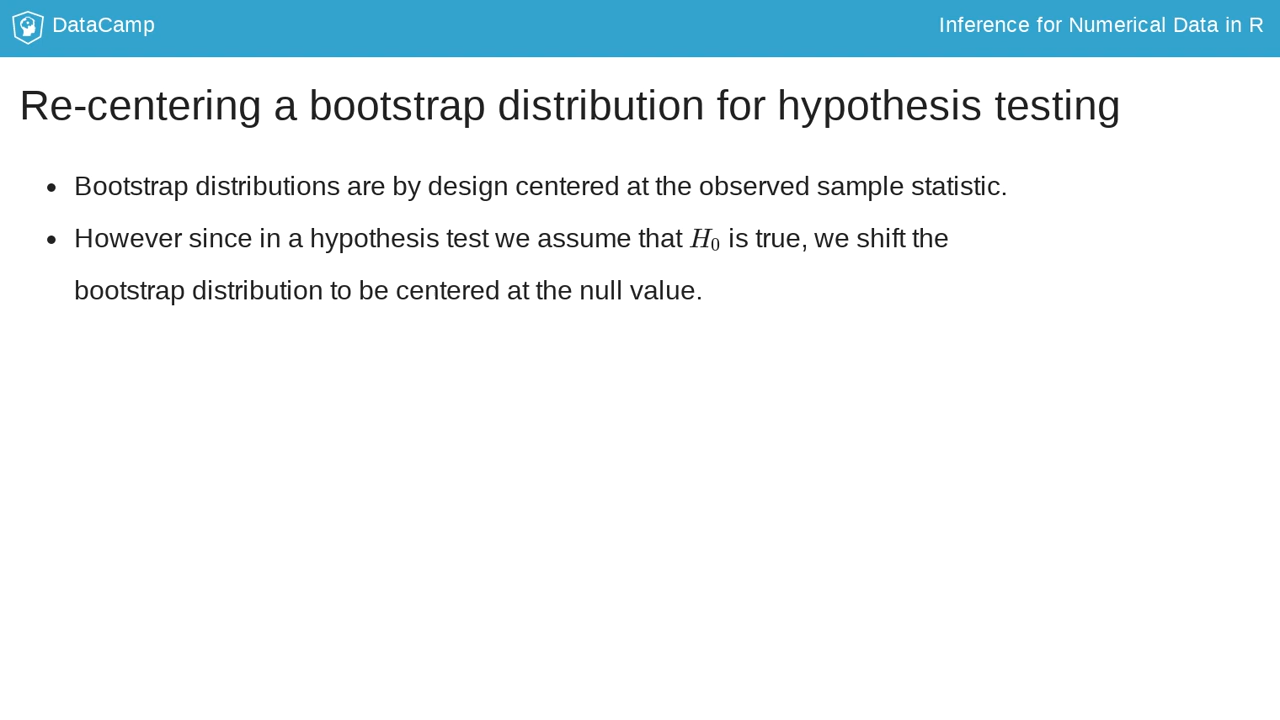 DataCamp
Inference for Numerical Data in R
Re-centering a bootstrap distribution for hypothesis testing
• Bootstrap distributions are by design centered at the observed sample statistic.
• However since in a hypothesis test we assume that H₀ is true, we shift the
bootstrap distribution to be centered at the null value.